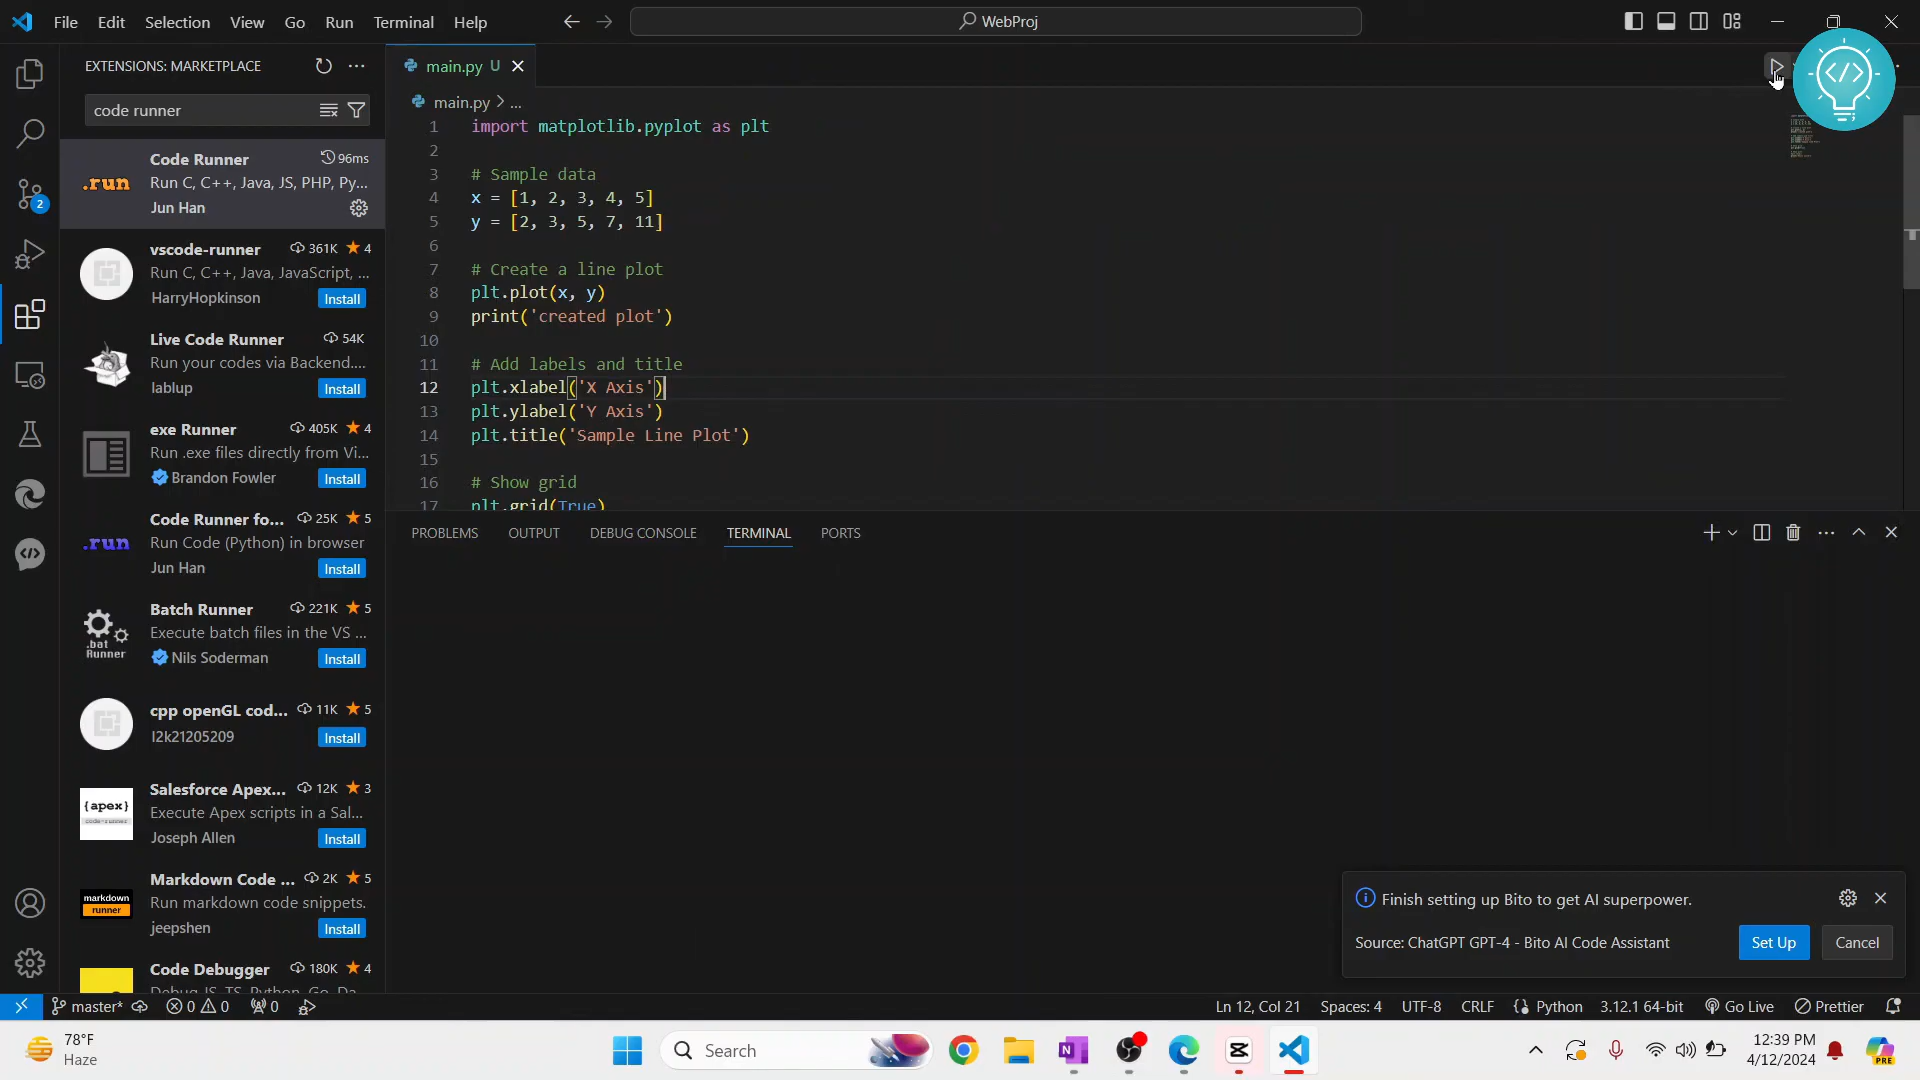 File Edit Selection View Go Run Terminal Help
WebProj
EXTENSIONS: MARKETPLACE
code runner
Code Runner 96ms
Run C, C++, Java, JS, PHP, Py...
Jun Han
vscode-runner 361K 4
Run C, C++, Java, JavaScript, ...
HarryHopkinson Install
Live Code Runner 54K
Run your codes via Backend....
lablup Install
exe Runner 405K 4
Run .exe files directly from Vi...
Brandon Fowler Install
Code Runner fo... 25K 5
Run Code (Python) in browser
Jun Han Install
Batch Runner 221K 5
Execute batch files in the VS ...
Nils Soderman Install
cpp openGL cod... 11K 5
l2k21205209 Install
Salesforce Apex... 12K 3
Execute Apex scripts in a Sal...
Joseph Allen Install
Markdown Code ... 2K 5
Run markdown code snippets.
jeepshen Install
Code Debugger 180K 4
Debug JS, TS, Python, Go, Da...
.run
.run
.bat
Runner
{apex}
code-runner
markdown
runner
2
main.py U
main.py > ...
1 import matplotlib.pyplot as plt
2
3 # Sample data
4 x = [1, 2, 3, 4, 5]
5 y = [2, 3, 5, 7, 11]
6
7 # Create a line plot
8 plt.plot(x, y)
9 print('created plot')
10
11 # Add labels and title
12 plt.xlabel('X Axis')
13 plt.ylabel('Y Axis')
14 plt.title('Sample Line Plot')
15
16 # Show grid
17 plt.grid(True)
PROBLEMS OUTPUT DEBUG CONSOLE TERMINAL PORTS
Finish setting up Bito to get AI superpower.
Source: ChatGPT GPT-4 - Bito AI Code Assistant Set Up Cancel
master* 0 0 0 Ln 12, Col 21 Spaces: 4 UTF-8 CRLF Python 3.12.1 64-bit Go Live Prettier
78°F
Haze
Search
12:39 PM
4/12/2024
PRE